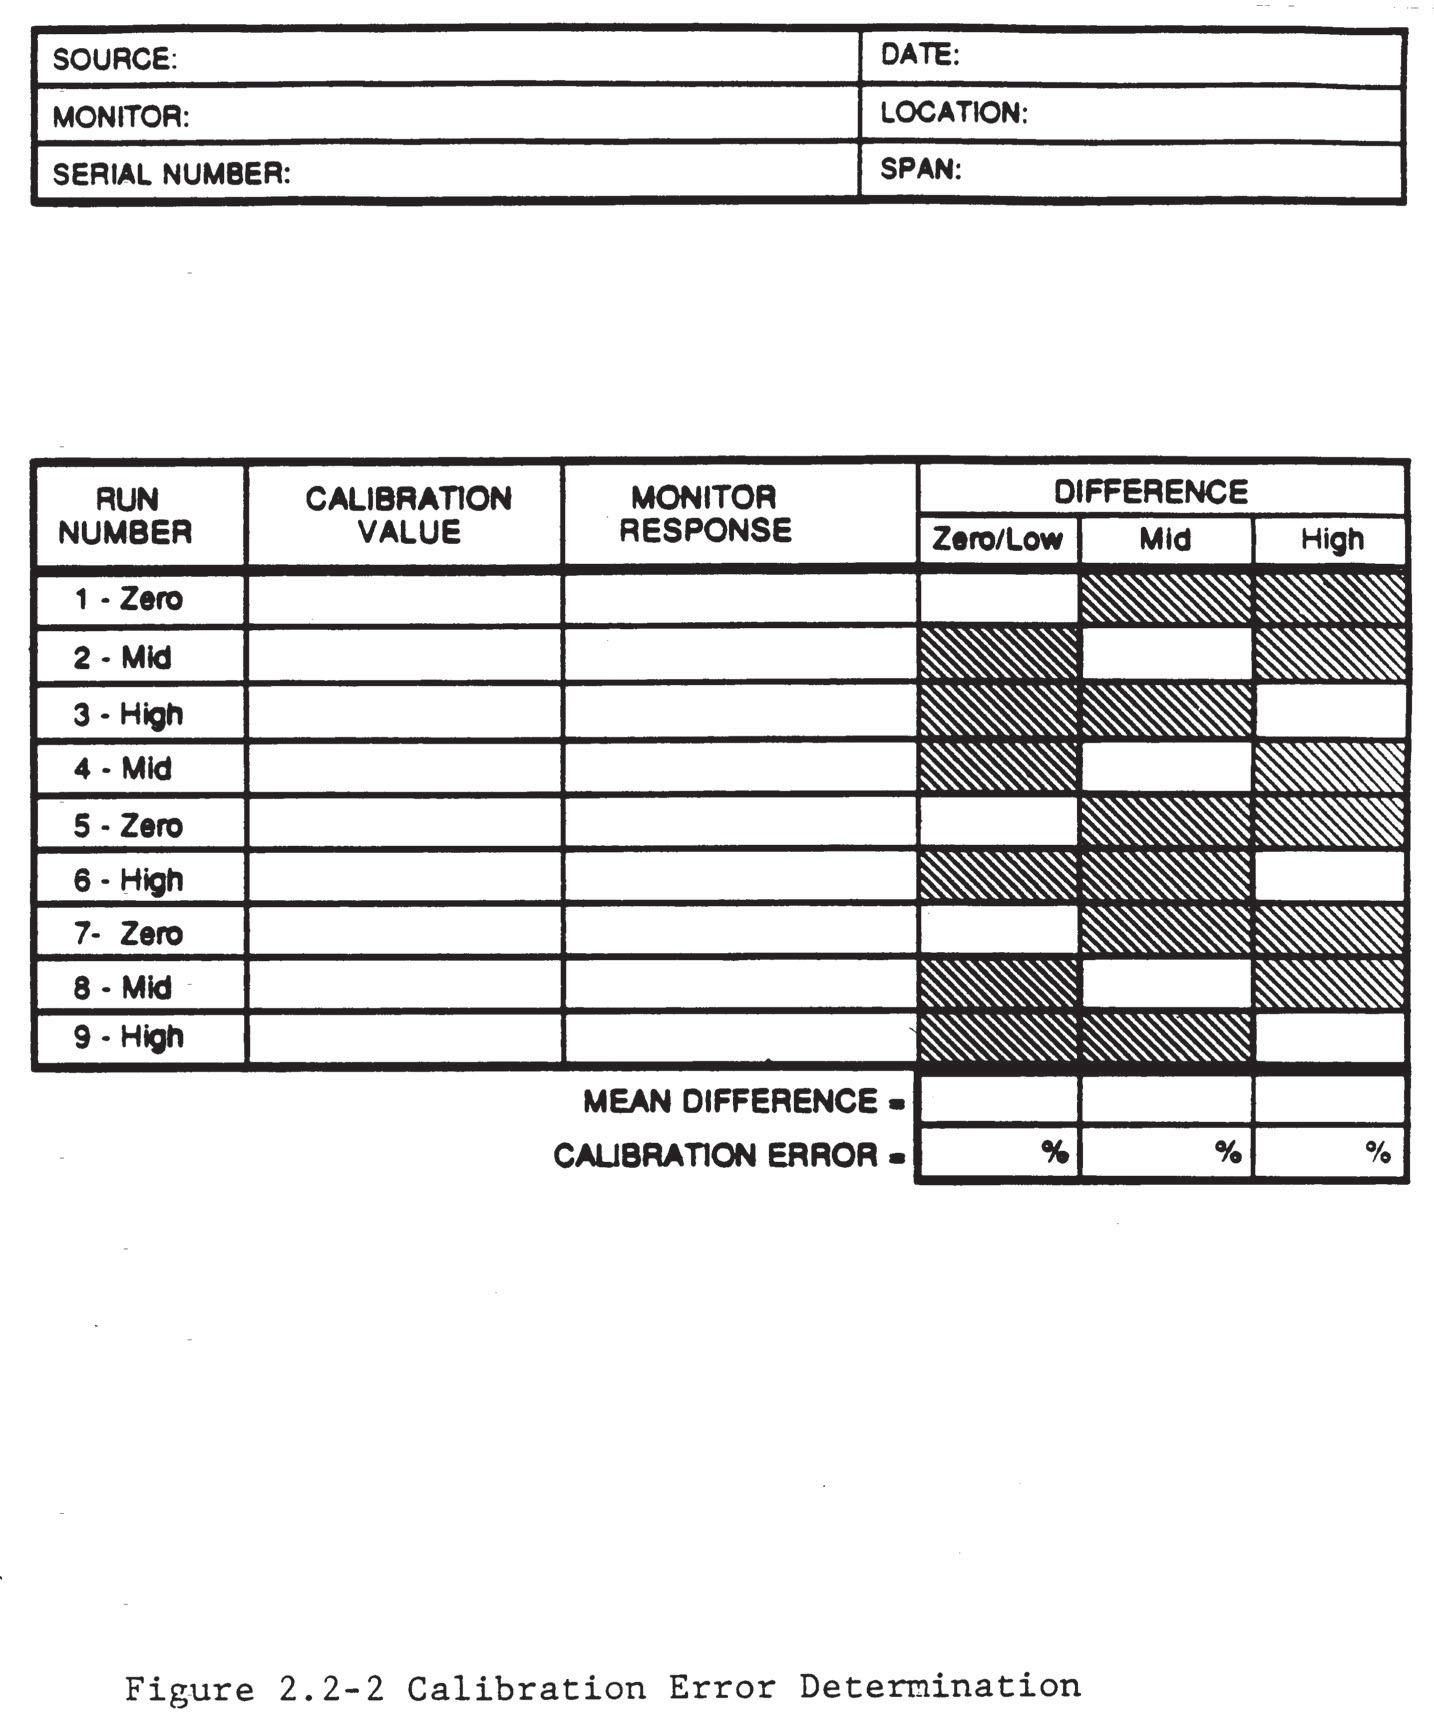 SOURCE:
DATE:
MONITOR:
LOCATION:
SERIAL NUMBER:
SPAN:
RUN NUMBER
CALIBRATION VALUE
MONITOR RESPONSE
DIFFERENCE
Zero/Low
Mid
High
1 - Zero
2 - Mid
3 - High
4 - Mid
5 - Zero
6 - High
7- Zero
8 - Mid
9 - High
MEAN DIFFERENCE =
CALIBRATION ERROR =
%
%
%
Figure 2.2-2 Calibration Error Determination